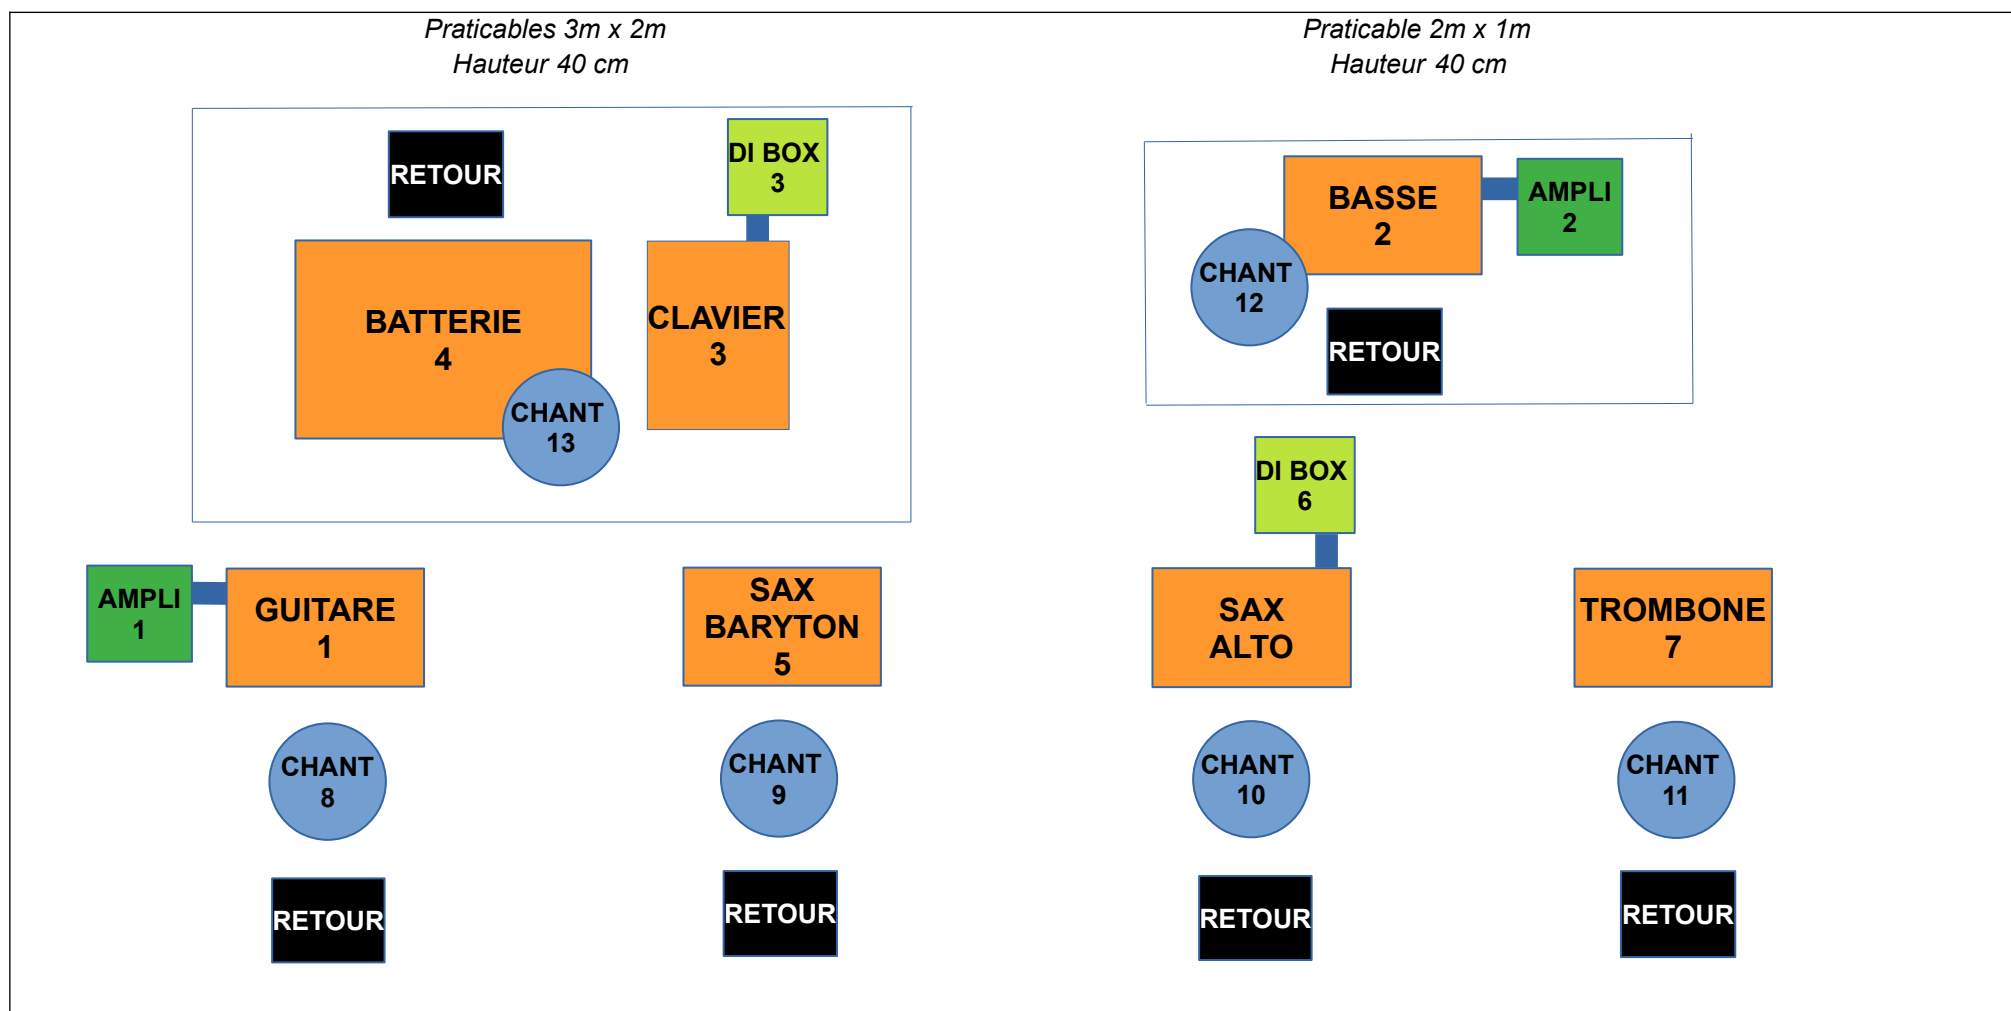 Praticables 3m x 2m
Hauteur 40 cm
Praticable 2m x 1m
Hauteur 40 cm
RETOUR
DI BOX
3
BATTERIE
4
CLAVIER
3
CHANT
13
BASSE
2
AMPLI
2
CHANT
12
RETOUR
DI BOX
6
AMPLI
1
GUITARE
1
SAX
BARYTON
5
SAX
ALTO
TROMBONE
7
CHANT
8
CHANT
9
CHANT
10
CHANT
11
RETOUR
RETOUR
RETOUR
RETOUR